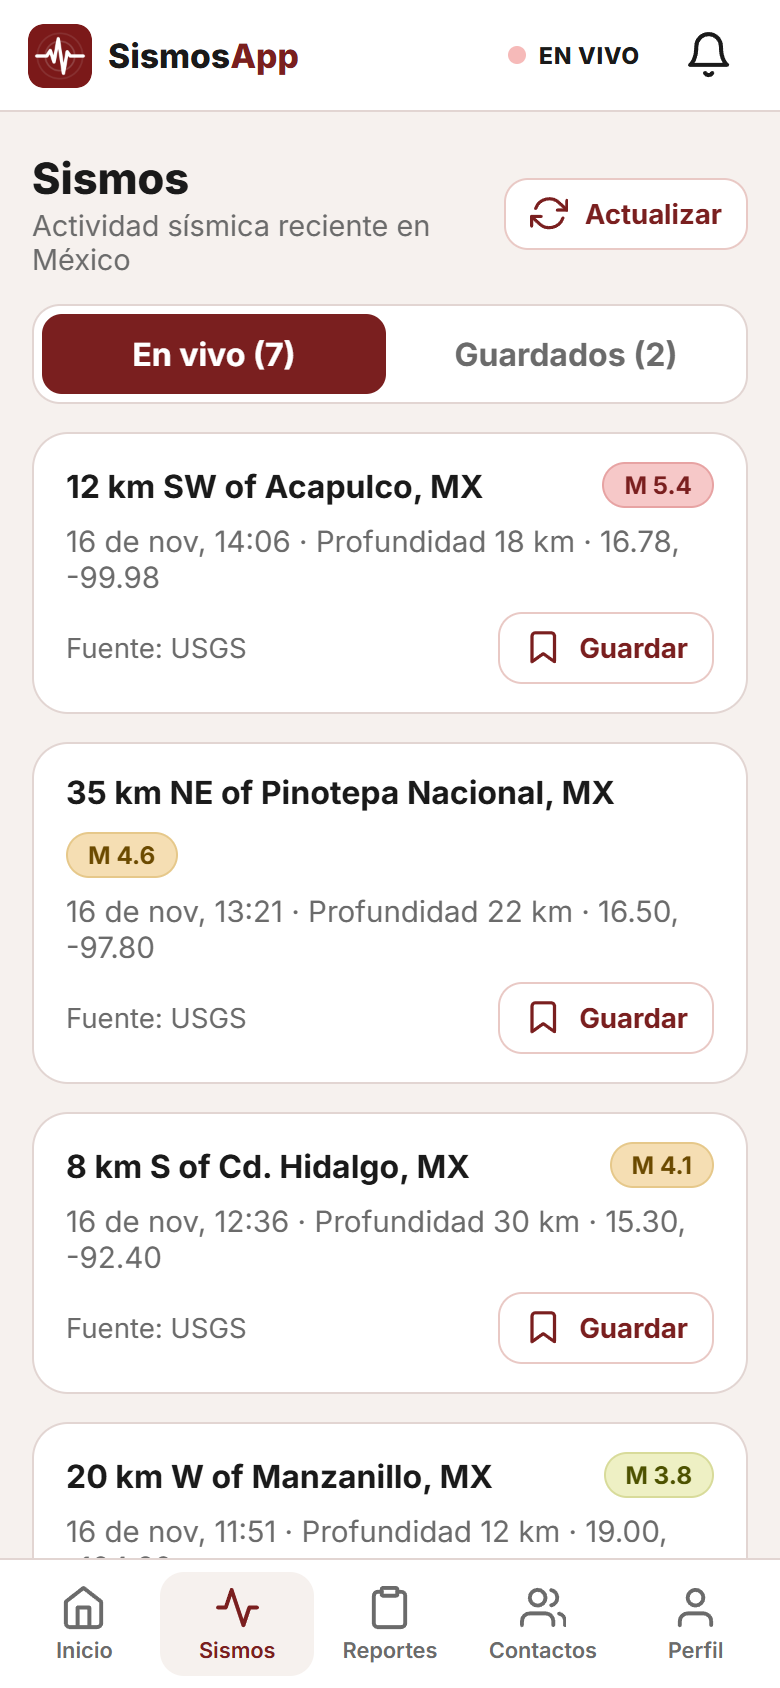 SismosApp
EN VIVO
Sismos
Actividad sísmica reciente en
México
Actualizar
En vivo (7)
Guardados (2)
12 km SW of Acapulco, MX
M 5.4
16 de nov, 14:06 · Profundidad 18 km · 16.78,
-99.98
Fuente: USGS
Guardar
35 km NE of Pinotepa Nacional, MX
M 4.6
16 de nov, 13:21 · Profundidad 22 km · 16.50,
-97.80
Fuente: USGS
Guardar
8 km S of Cd. Hidalgo, MX
M 4.1
16 de nov, 12:36 · Profundidad 30 km · 15.30,
-92.40
Fuente: USGS
Guardar
20 km W of Manzanillo, MX
M 3.8
16 de nov, 11:51 · Profundidad 12 km · 19.00,
Inicio
Sismos
Reportes
Contactos
Perfil